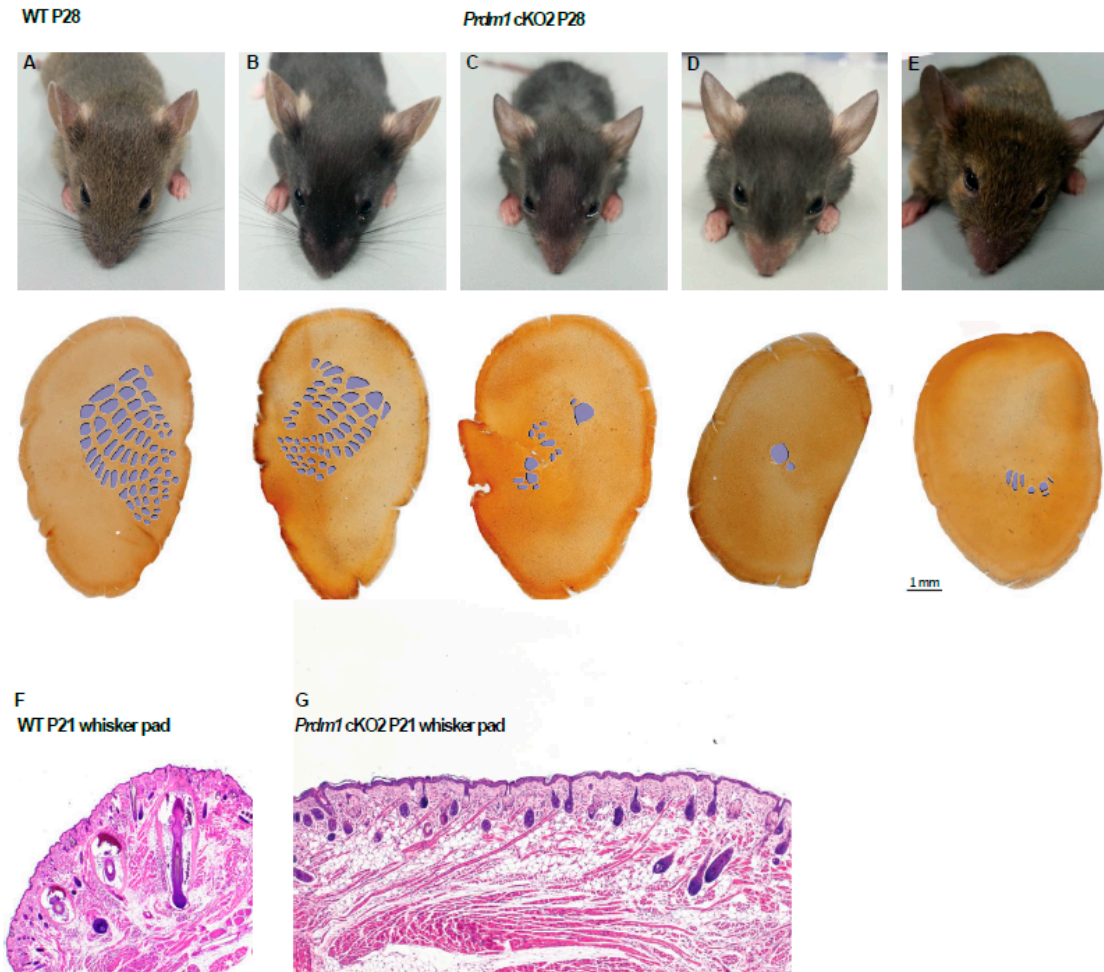 WT P28
Prdm1 cKO2 P28
A
B
C
D
E
1 mm
F
WT P21 whisker pad
G
Prdm1 cKO2 P21 whisker pad